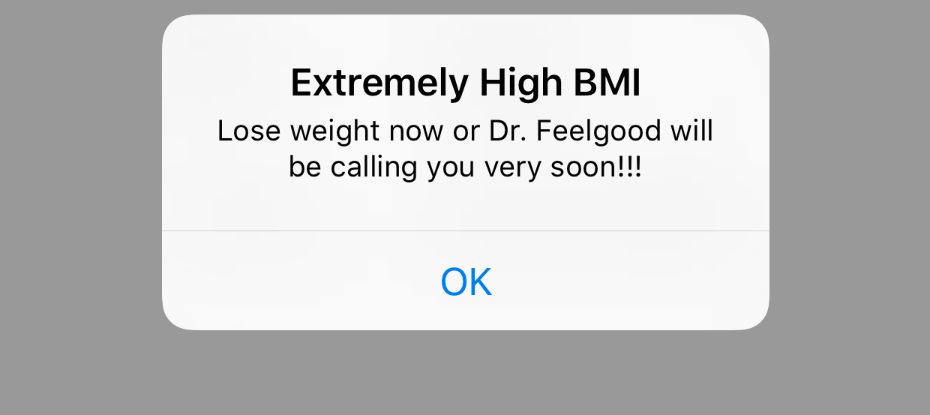 Extremely High BMI
Lose weight now or Dr. Feelgood will
be calling you very soon!!!
OK